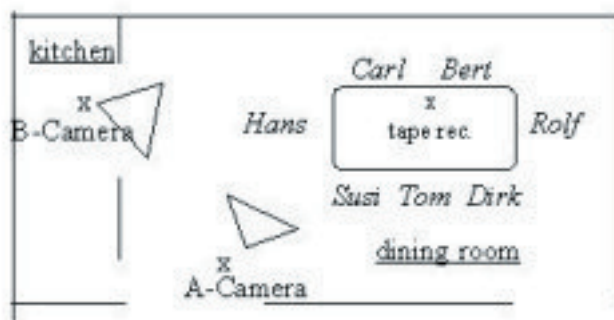 kitchen
Carl Bert
x
x
B-Camera
Hans
tape rec.
Rolf
Susi Tom Dirk
dining room
x
A-Camera